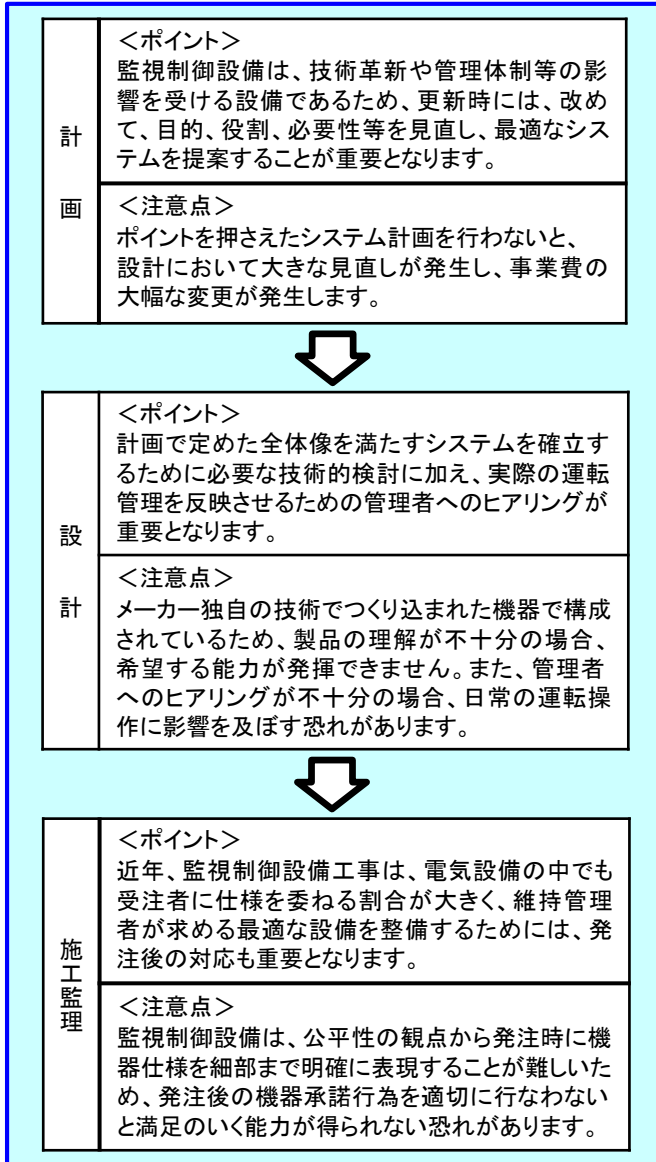 計画
＜ポイント＞
監視制御設備は、技術革新や管理体制等の影
響を受ける設備であるため、更新時には、改め
て、目的、役割、必要性等を見直し、最適なシス
テムを提案することが重要となります。
＜注意点＞
ポイントを押さえたシステム計画を行わないと、
設計において大きな見直しが発生し、事業費の
大幅な変更が発生します。
設計
＜ポイント＞
計画で定めた全体像を満たすシステムを確立す
るために必要な技術的検討に加え、実際の運転
管理を反映させるための管理者へのヒアリングが
重要となります。
＜注意点＞
メーカー独自の技術でつくり込まれた機器で構成
されているため、製品の理解が不十分の場合、
希望する能力が発揮できません。また、管理者
へのヒアリングが不十分の場合、日常の運転操
作に影響を及ぼす恐れがあります。
施工監理
＜ポイント＞
近年、監視制御設備工事は、電気設備の中でも
受注者に仕様を委ねる割合が大きく、維持管理
者が求める最適な設備を整備するためには、発
注後の対応も重要となります。
＜注意点＞
監視制御設備は、公平性の観点から発注時に機
器仕様を細部まで明確に表現することが難しいた
め、発注後の機器承諾行為を適切に行なわない
と満足のいく能力が得られない恐れがあります。